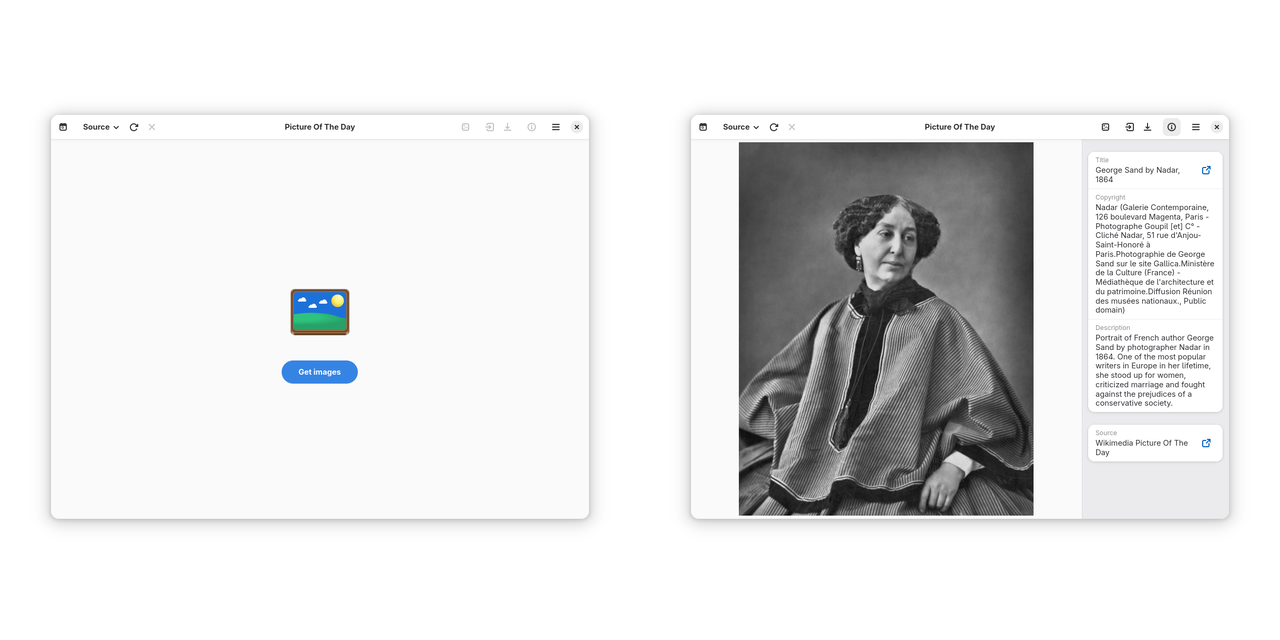 Source
Picture Of The Day
Get images
Source
Picture Of The Day
Title
George Sand by Nadar,
1864
Copyright
Nadar (Galerie Contemporaine,
126 boulevard Magenta, Paris -
Photographe Goupil [et] C° -
Cliché Nadar, 51 rue d'Anjou-
Saint-Honoré à
Paris.Photographie de George
Sand sur le site Gallica.Ministère
de la Culture (France) -
Médiathèque de l'architecture et
du patrimoine.Diffusion Réunion
des musées nationaux., Public
domain)
Description
Portrait of French author George
Sand by photographer Nadar in
1864. One of the most popular
writers in Europe in her lifetime,
she stood up for women,
criticized marriage and fought
against the prejudices of a
conservative society.
Source
Wikimedia Picture Of The
Day